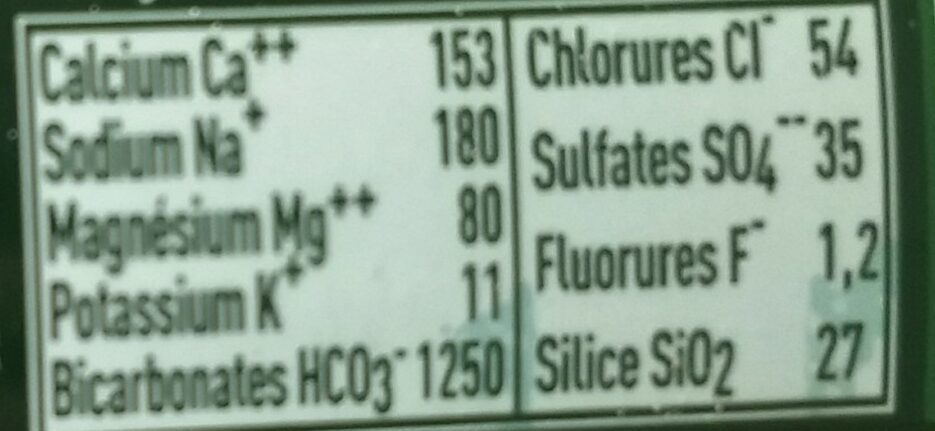 Calcium Ca++ 153
Sodium Na+ 180
Magnésium Mg++ 80
Potassium K+ 11
Bicarbonates HCO3- 1250
Chlorures Cl- 54
Sulfates SO4-- 35
Fluorures F- 1,2
Silice SiO2 27